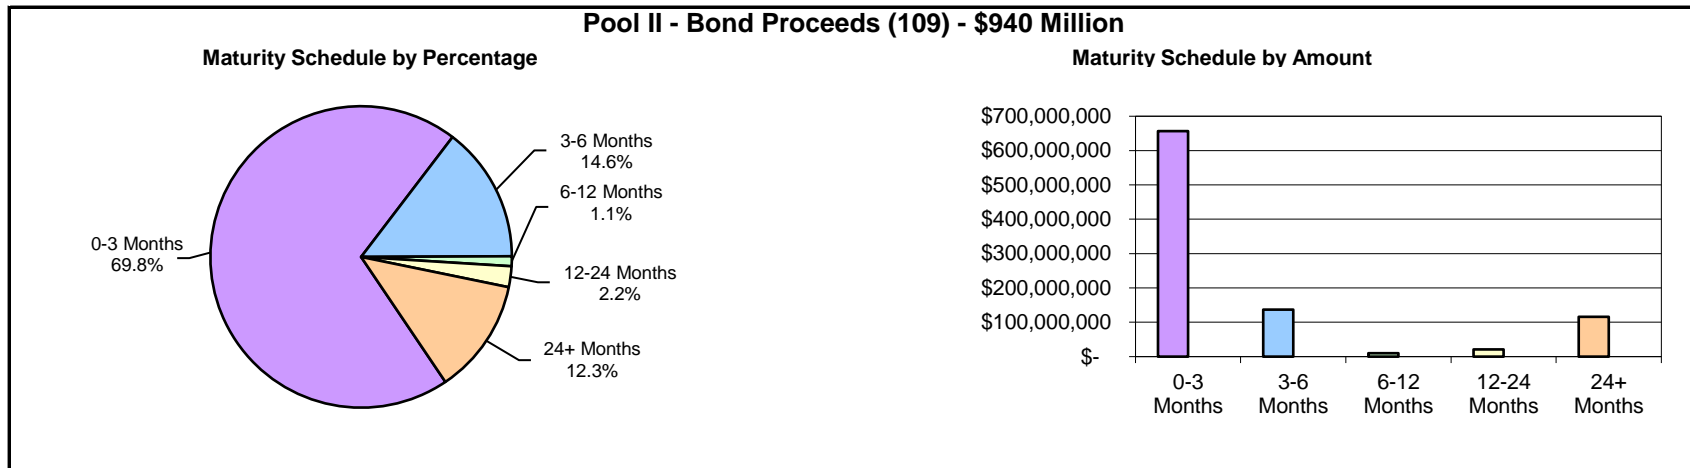 Pool II - Bond Proceeds (109) - $940 Million
Maturity Schedule by Percentage
3-6 Months
14.6%
6-12 Months
1.1%
0-3 Months
69.8%
12-24 Months
2.2%
24+ Months
12.3%
Maturity Schedule by Amount
$700,000,000
$600,000,000
$500,000,000
$400,000,000
$300,000,000
$200,000,000
$100,000,000
$-
0-3
Months
3-6
Months
6-12
Months
12-24
Months
24+
Months